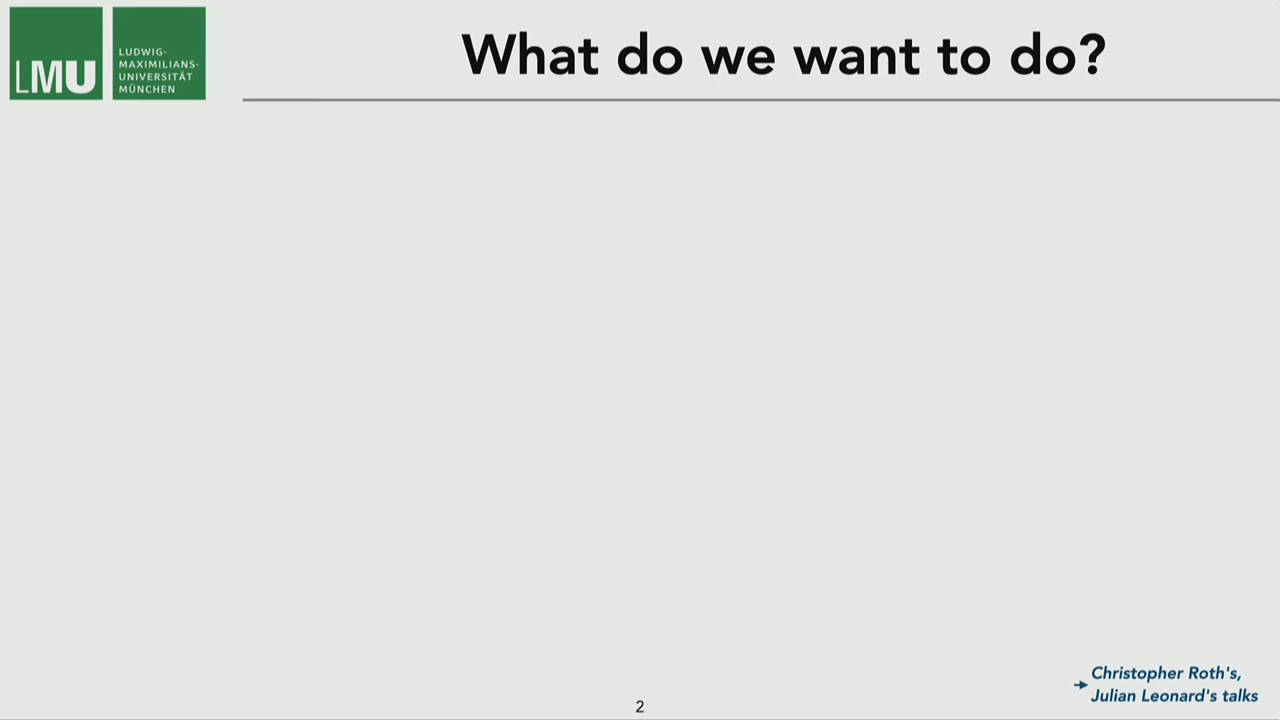 LMU
LUDWIG-
MAXIMILIANS-
UNIVERSITÄT
MÜNCHEN
What do we want to do?
Christopher Roth's,
Julian Leonard's talks
2